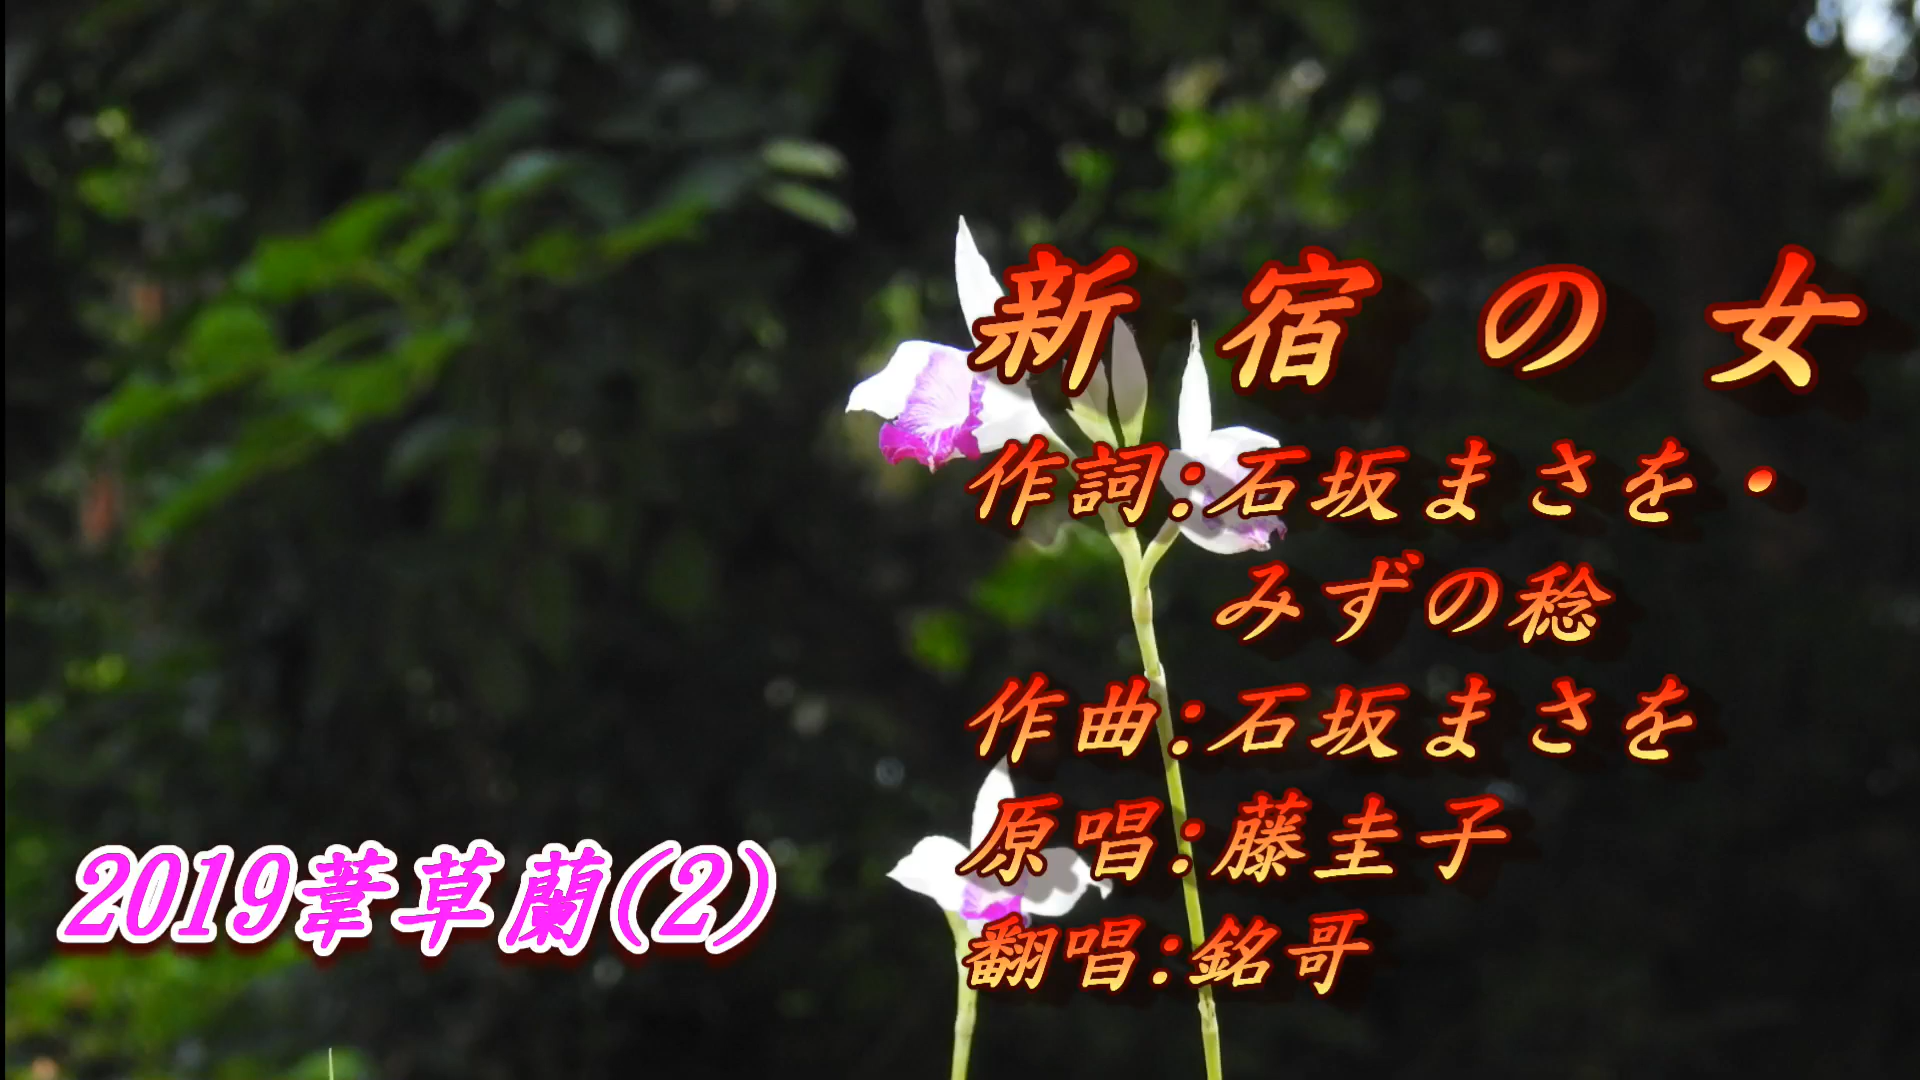 新宿の女
作詞:石坂まさを・
みずの稔
作曲:石坂まさを
原唱:藤圭子
翻唱:銘哥
2019葦草蘭(2)